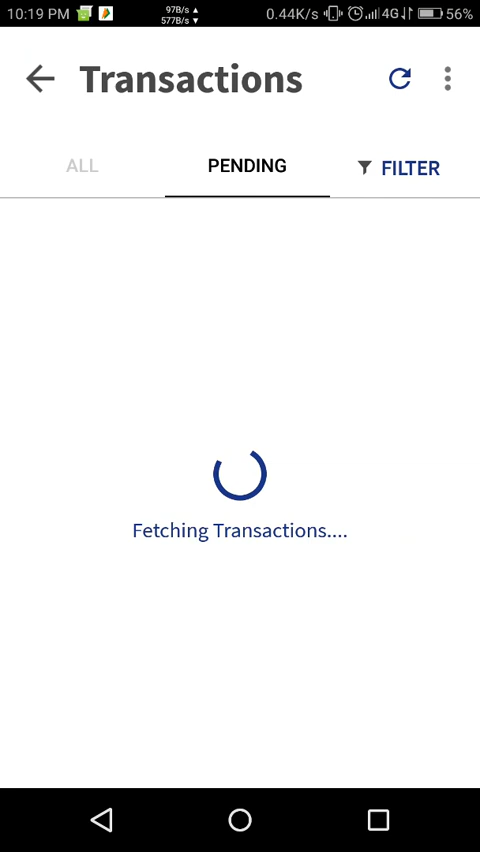 10:19 PM 97B/s ▲ 0.44K/s 4G 56%
577B/s ▼
Transactions
ALL PENDING FILTER
Fetching Transactions....